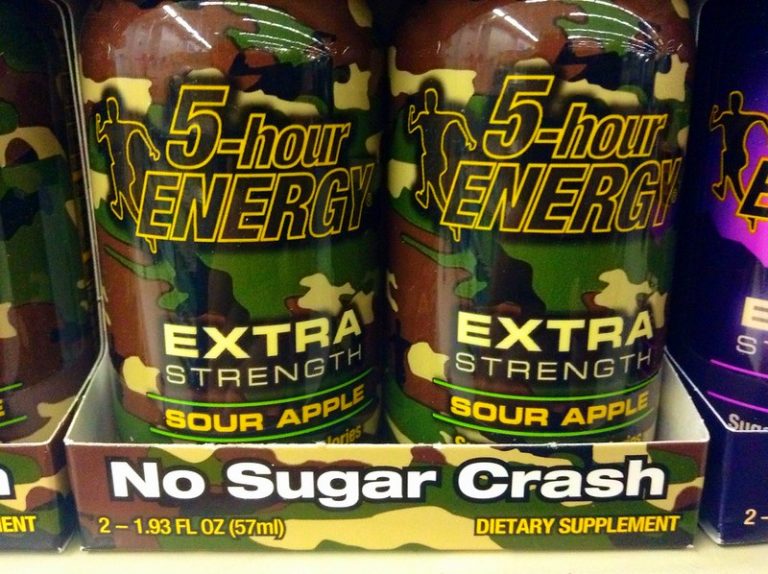 5-hour
ENERGY
EXTRA
STRENGTH
SOUR APPLE
5-hour
ENERGY
EXTRA
STRENGTH
SOUR APPLE
No Sugar Crash
2 – 1.93 FL OZ (57ml)
DIETARY SUPPLEMENT